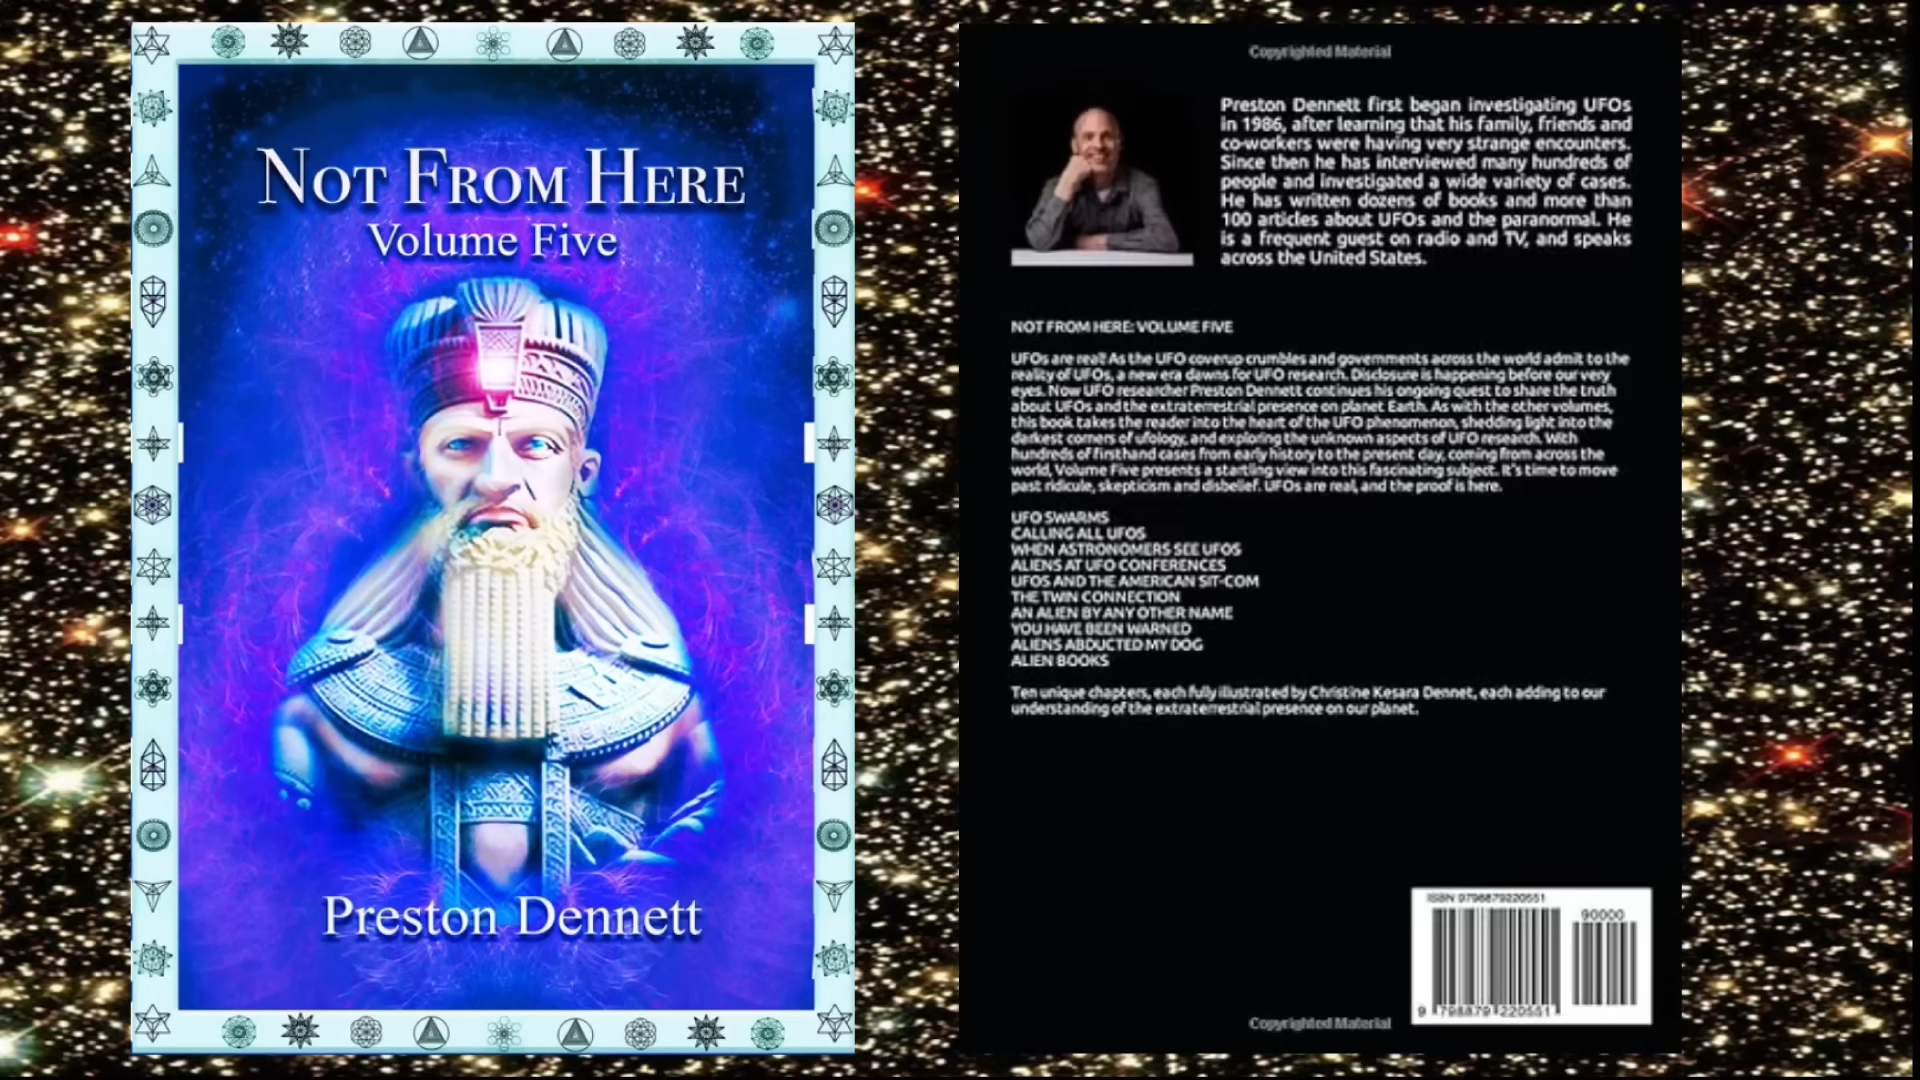 NOT FROM HERE
Volume Five
Preston Dennett
Copyrighted Material
Preston Dennett first began investigating UFOs
in 1986, after learning that his family, friends and
co-workers were having very strange encounters.
Since then he has interviewed many hundreds of
people and investigated a wide variety of cases.
He has written dozens of books and more than
100 articles about UFOs and the paranormal. He
is a frequent guest on radio and TV, and speaks
across the United States.
NOT FROM HERE: VOLUME FIVE
UFOs are real! As the UFO coverup crumbles and governments across the world admit to the
reality of UFOs, a new era dawns for UFO research. Disclosure is happening before our very
eyes. Now UFO researcher Preston Dennett continues his ongoing quest to share the truth
about UFOs and the extraterrestrial presence on planet Earth. As with the other volumes,
this book takes the reader into the heart of the UFO phenomenon, shedding light into the
darkest corners of ufology, and exploring the unknown aspects of UFO research. With
hundreds of firsthand cases from early history to the present day, coming from across the
world, Volume Five presents a startling view into this fascinating subject. It's time to move
past ridicule, skepticism and disbelief. UFOs are real, and the proof is here.
UFO SWARMS
CALLING ALL UFOS
WHEN ASTRONOMERS SEE UFOS
ALIENS AT UFO CONFERENCES
UFOS AND THE AMERICAN SIT-COM
THE TWIN CONNECTION
AN ALIEN BY ANY OTHER NAME
YOU HAVE BEEN WARNED
ALIENS ABDUCTED MY DOG
ALIEN BOOKS
Ten unique chapters, each fully illustrated by Christine Kesara Dennet, each adding to our
understanding of the extraterrestrial presence on our planet.
ISBN 9798879220551
90000
9 798879 220551
Copyrighted Material